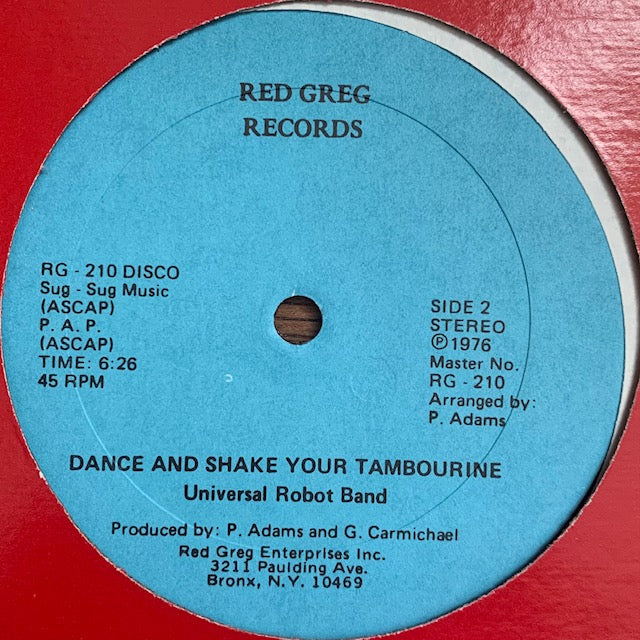 RED GREG
RECORDS
RG - 210 DISCO
Sug - Sug Music
(ASCAP)
P. A. P.
(ASCAP)
TIME: 6:26
45 RPM
SIDE 2
STEREO
Ⓟ1976
Master No.
RG - 210
Arranged by:
P. Adams
DANCE AND SHAKE YOUR TAMBOURINE
Universal Robot Band
Produced by: P. Adams and G. Carmichael
Red Greg Enterprises Inc.
3211 Paulding Ave.
Bronx, N.Y. 10469